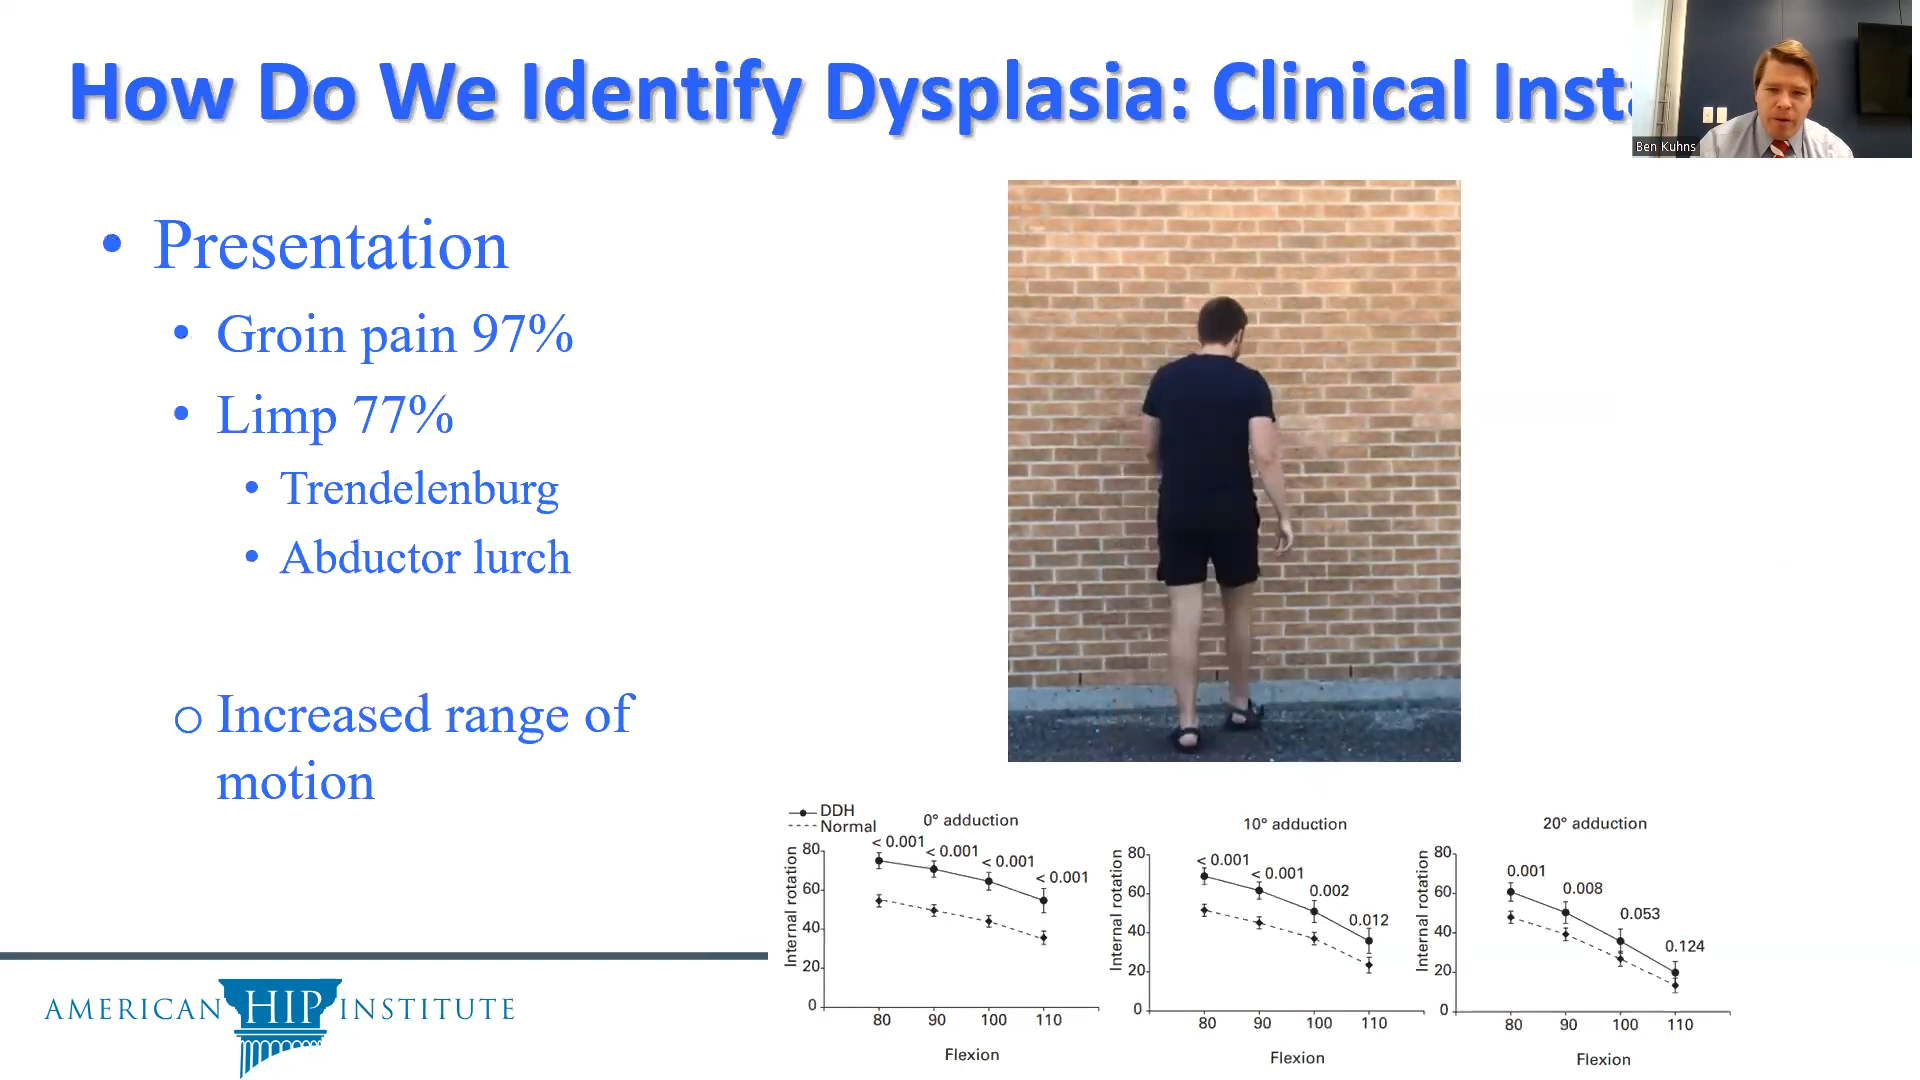 How Do We Identify Dysplasia: Clinical Inst
Ben Kuhns
• Presentation
• Groin pain 97%
• Limp 77%
• Trendelenburg
• Abductor lurch
o Increased range of
motion
AMERICAN HIP INSTITUTE
DDH
Normal
0° adduction
< 0.001
< 0.001
< 0.001
< 0.001
Internal rotation
80
60
40
20
0
80 90 100 110
Flexion
10° adduction
< 0.001
< 0.001
0.002
0.012
Internal rotation
80
60
40
20
0
80 90 100 110
Flexion
20° adduction
0.001
0.008
0.053
0.124
Internal rotation
80
60
40
20
0
80 90 100 110
Flexion